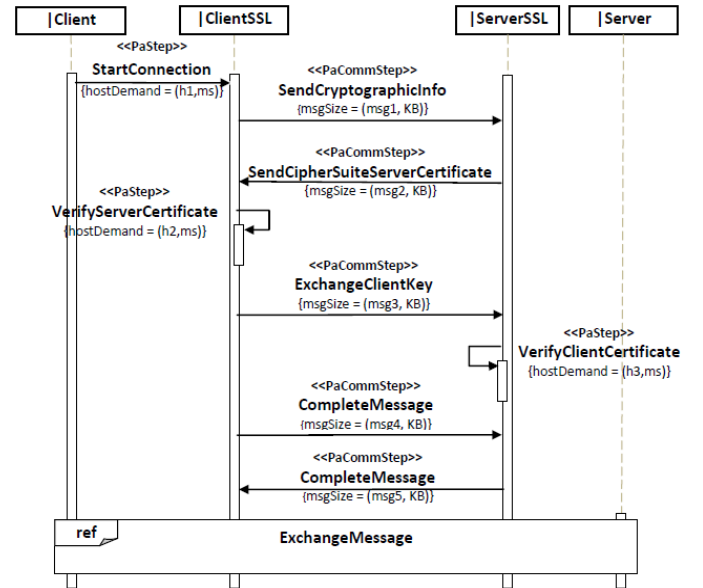 |Client
|ClientSSL
|ServerSSL
|Server
<<PaStep>>
StartConnection
{hostDemand = (h1,ms)}
<<PaCommStep>>
SendCryptographicInfo
{msgSize = (msg1, KB)}
<<PaCommStep>>
SendCipherSuiteServerCertificate
{msgSize = (msg2, KB)}
<<PaStep>>
VerifyServerCertificate
{hostDemand = (h2,ms)}
<<PaCommStep>>
ExchangeClientKey
{msgSize = (msg3, KB)}
<<PaStep>>
VerifyClientCertificate
{hostDemand = (h3,ms)}
<<PaCommStep>>
CompleteMessage
{msgSize = (msg4, KB)}
<<PaCommStep>>
CompleteMessage
{msgSize = (msg5, KB)}
ref
ExchangeMessage